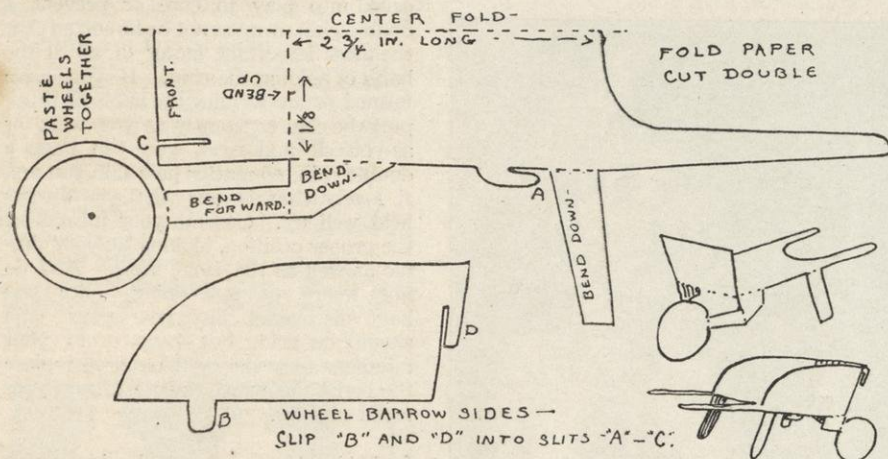 CENTER FOLD-
2 3/4 IN. LONG
FOLD PAPER
CUT DOUBLE
PASTE
WHEELS
TOGETHER
FRONT.
BEND
UP
1 1/8
C
BEND
DOWN-
BEND
FORWARD.
A
BEND DOWN-
D
B
WHEEL BARROW SIDES —
SLIP "B" AND "D" INTO SLITS -"A"-"C".